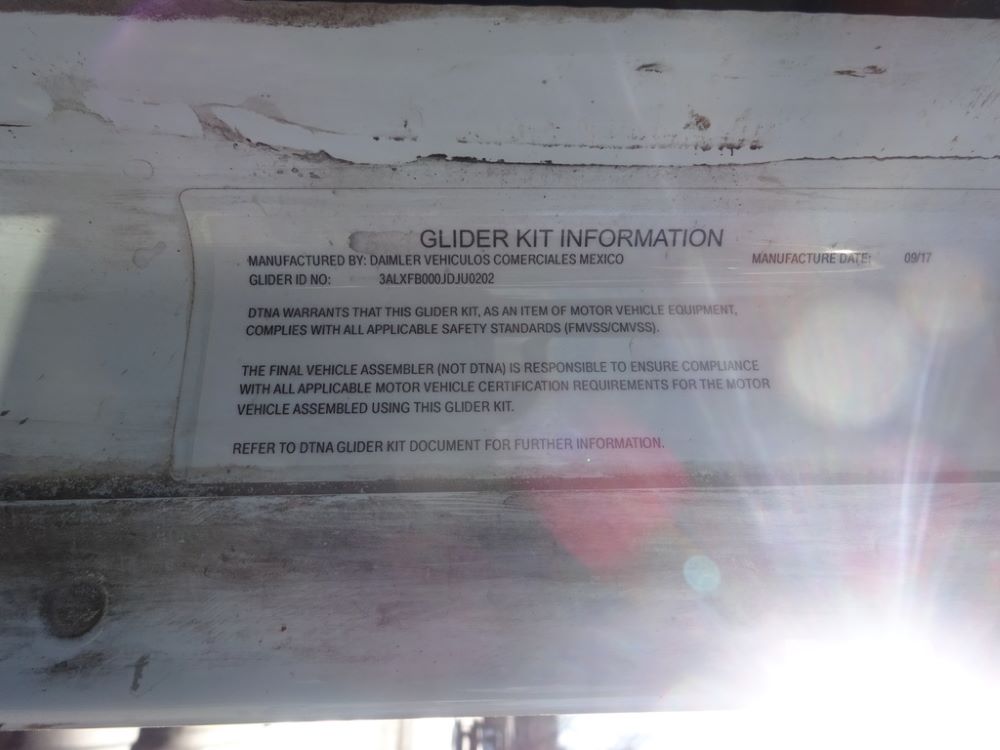 GLIDER KIT INFORMATION
MANUFACTURED BY: DAIMLER VEHICULOS COMERCIALES MEXICO MANUFACTURE DATE: 09/17
GLIDER ID NO: 3ALXFB000JDJU0202
DTNA WARRANTS THAT THIS GLIDER KIT, AS AN ITEM OF MOTOR VEHICLE EQUIPMENT,
COMPLIES WITH ALL APPLICABLE SAFETY STANDARDS (FMVSS/CMVSS).
THE FINAL VEHICLE ASSEMBLER (NOT DTNA) IS RESPONSIBLE TO ENSURE COMPLIANCE
WITH ALL APPLICABLE MOTOR VEHICLE CERTIFICATION REQUIREMENTS FOR THE MOTOR
VEHICLE ASSEMBLED USING THIS GLIDER KIT.
REFER TO DTNA GLIDER KIT DOCUMENT FOR FURTHER INFORMATION.